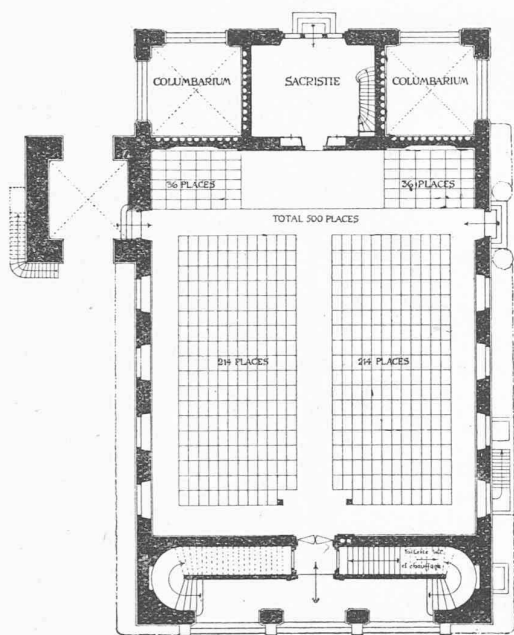 COLUMBARIUM
SACRISTIE
COLUMBARIUM
36 PLACES
36 PLACES
TOTAL 500 PLACES
214 PLACES
214 PLACES